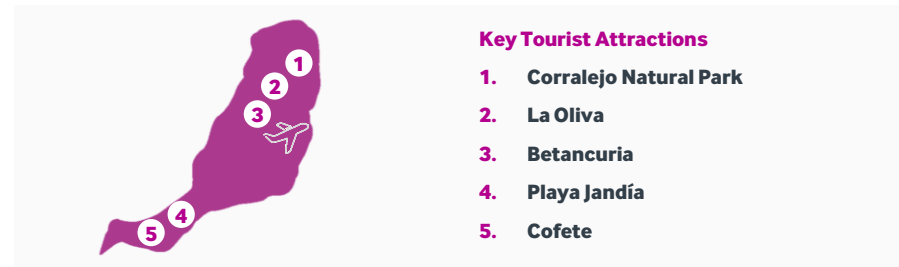 1
2
3
4
5
Key Tourist Attractions
1. Corralejo Natural Park
2. La Oliva
3. Betancuria
4. Playa Jandía
5. Cofete